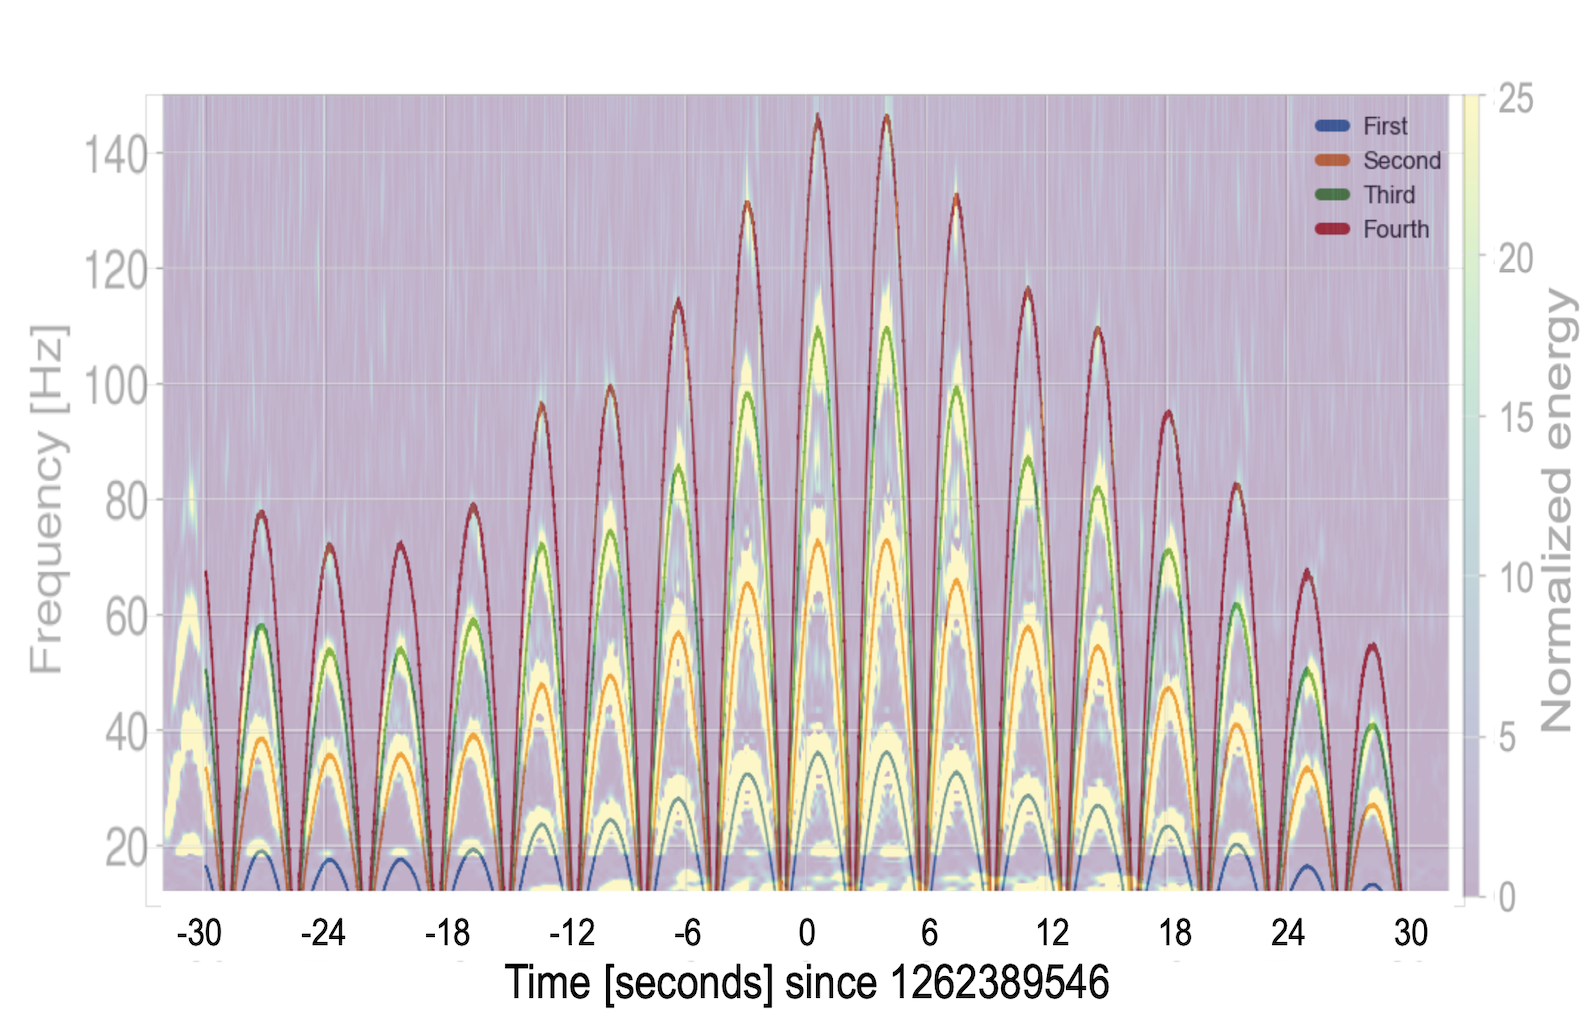 Frequency [Hz]
140
120
100
80
60
40
20
First
Second
Third
Fourth
25
20
15
10
5
0
Normalized energy
-30 -24 -18 -12 -6 0 6 12 18 24 30
Time [seconds] since 1262389546